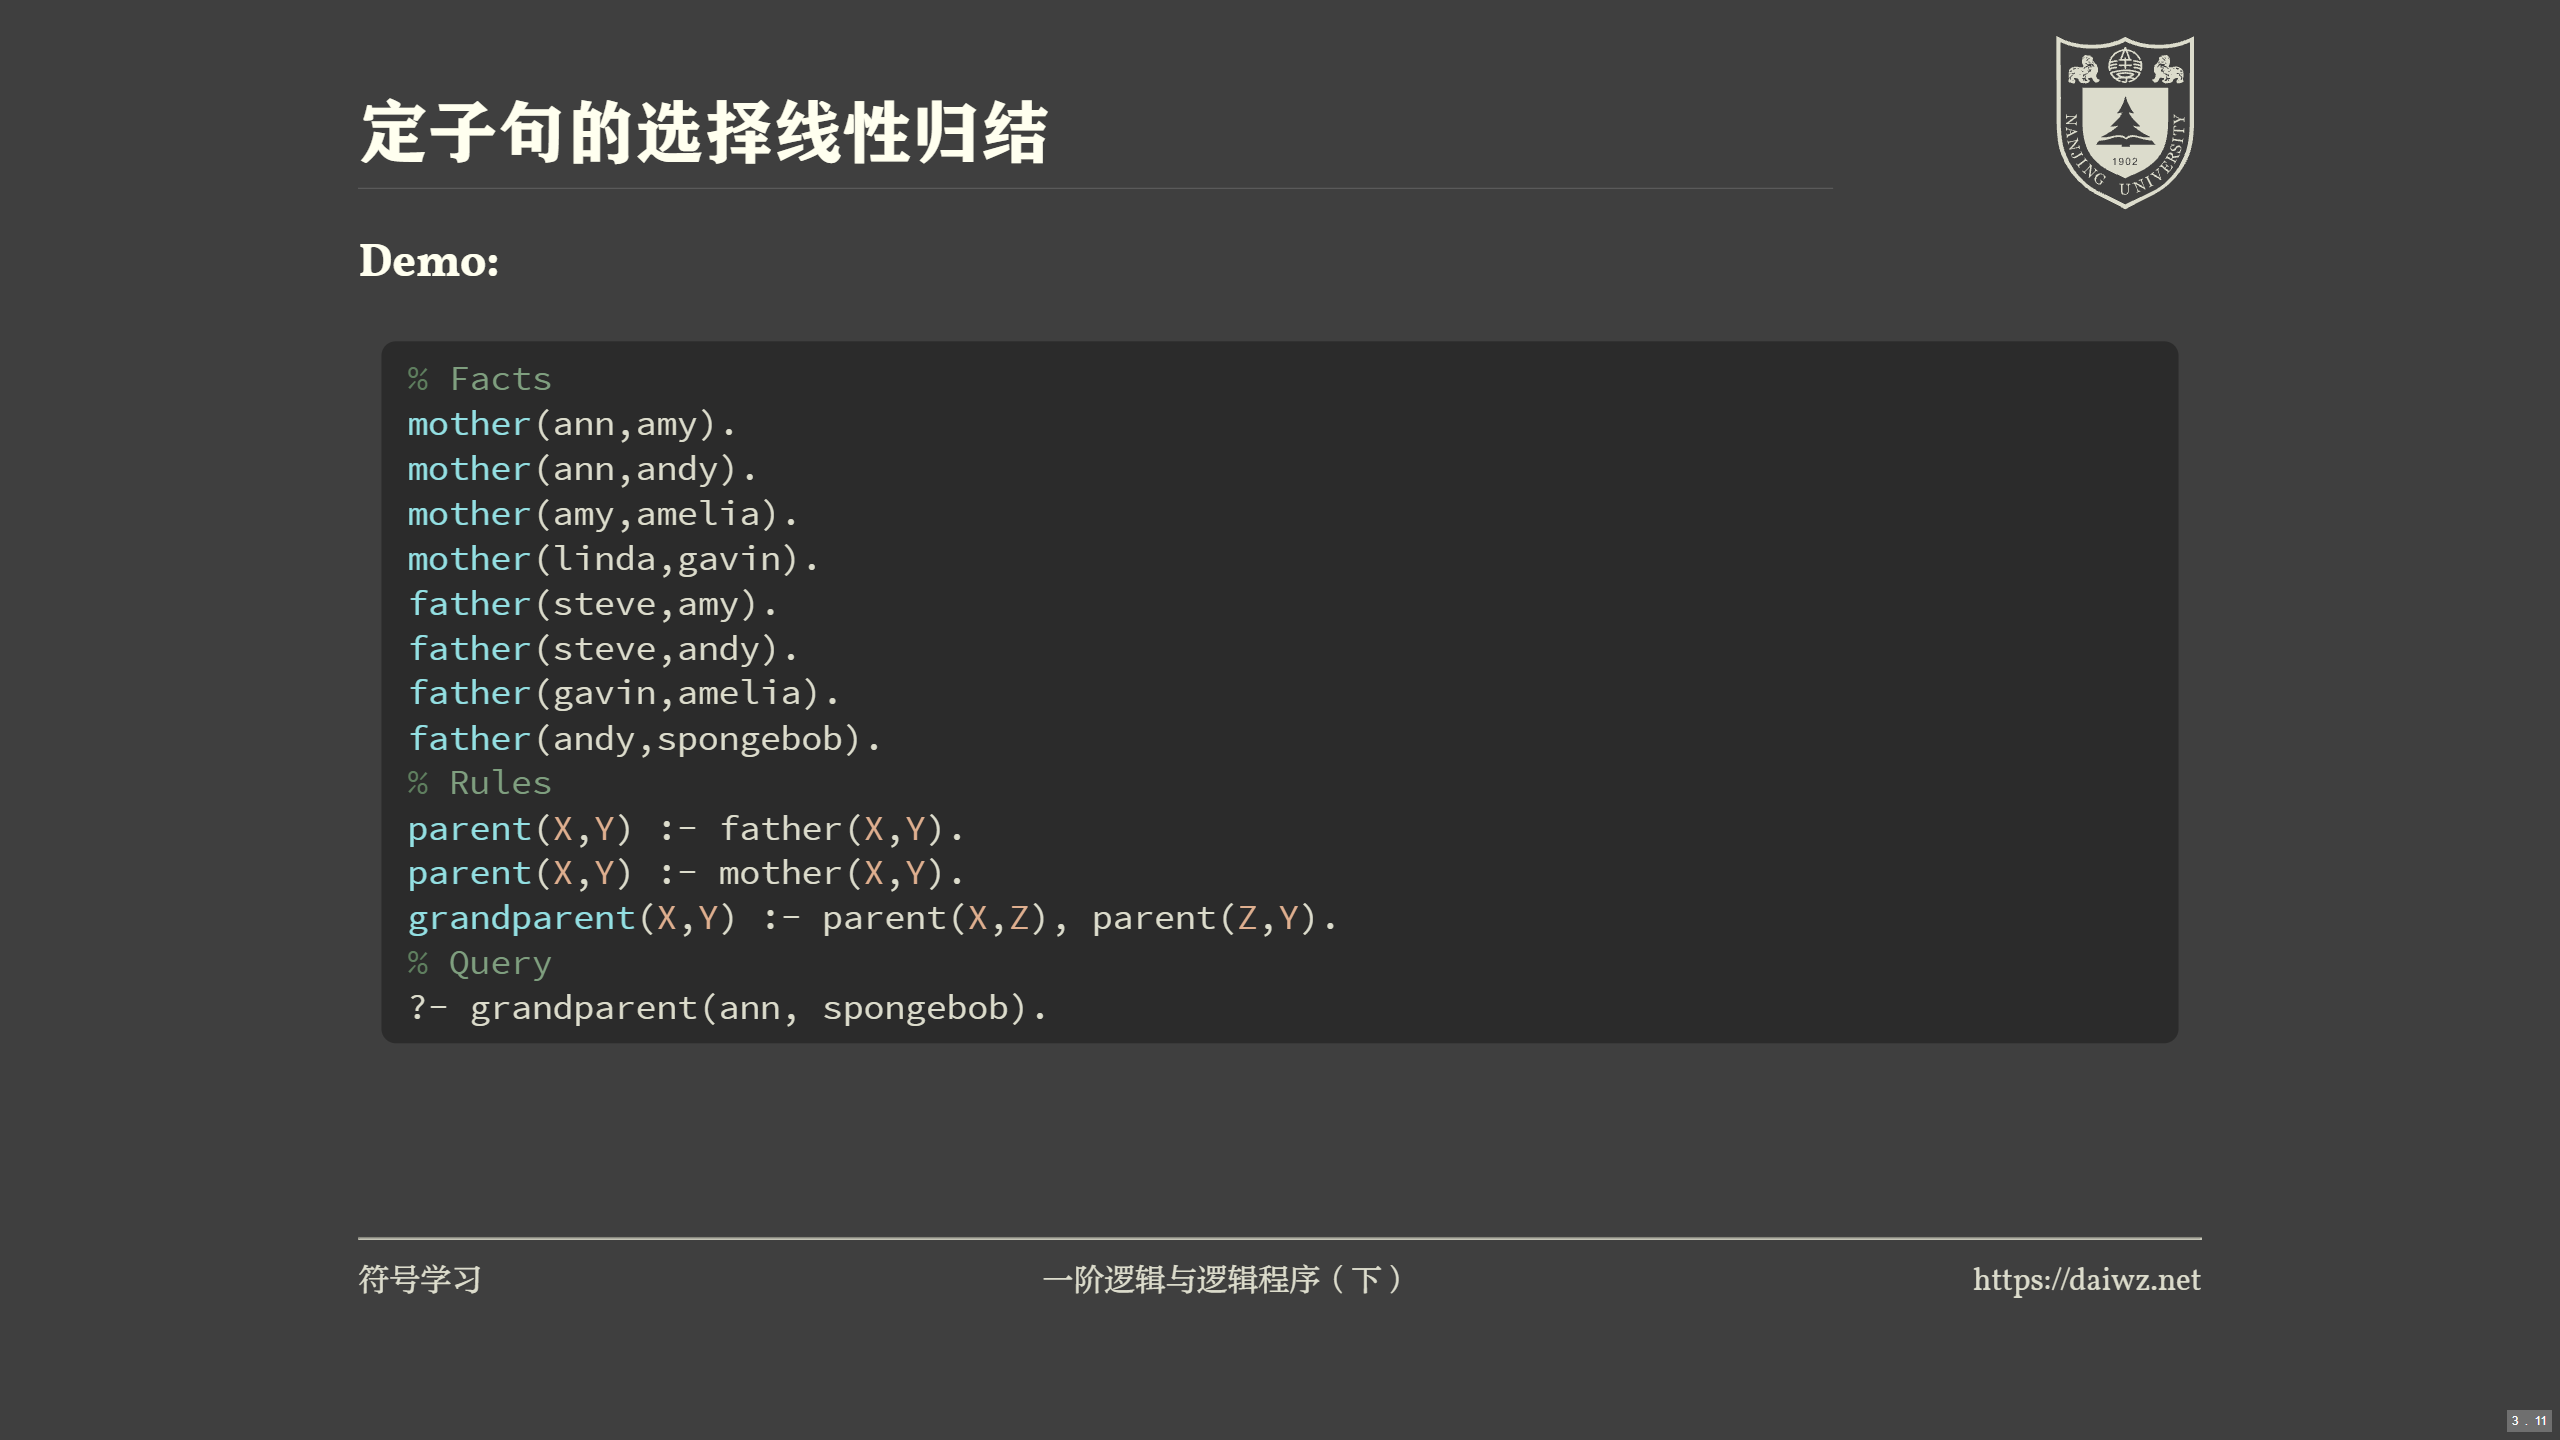 定子句的选择线性归结
NANJING UNIVERSITY
1902
Demo:
% Facts
mother(ann,amy).
mother(ann,andy).
mother(amy,amelia).
mother(linda,gavin).
father(steve,amy).
father(steve,andy).
father(gavin,amelia).
father(andy,spongebob).
% Rules
parent(X,Y) :- father(X,Y).
parent(X,Y) :- mother(X,Y).
grandparent(X,Y) :- parent(X,Z), parent(Z,Y).
% Query
?- grandparent(ann, spongebob).
符号学习
一阶逻辑与逻辑程序（下）
https://daiwz.net
3 . 11